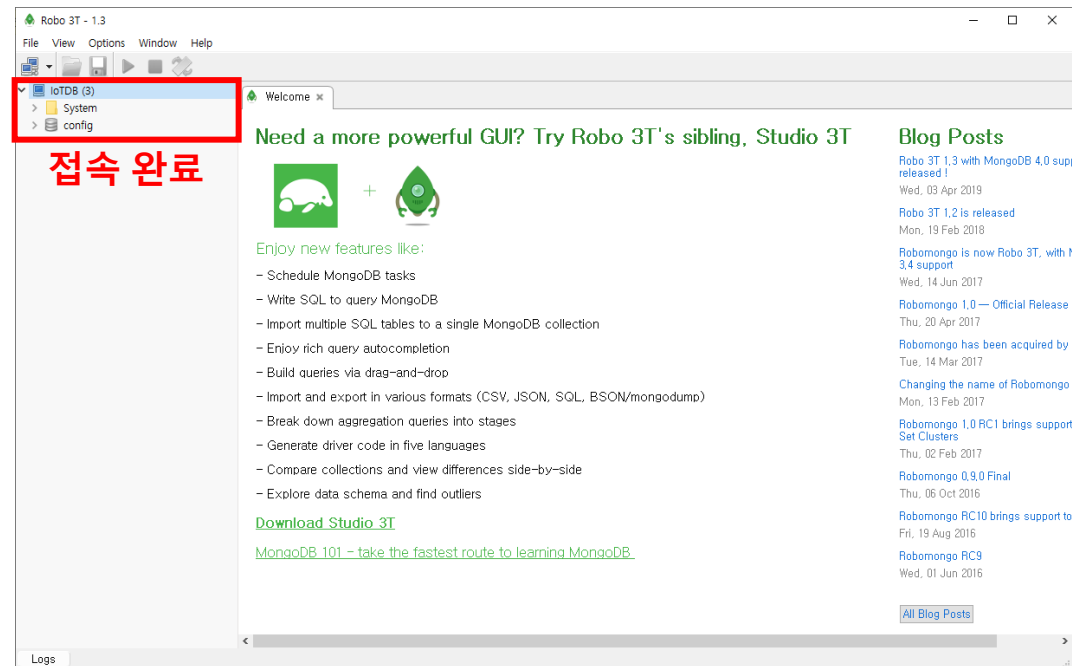 Robo 3T - 1.3
File View Options Window Help
IoTDB (3)
System
config
접속 완료
Welcome
Need a more powerful GUI? Try Robo 3T's sibling, Studio 3T
+
Enjoy new features like:
- Schedule MongoDB tasks
- Write SQL to query MongoDB
- Import multiple SQL tables to a single MongoDB collection
- Enjoy rich query autocompletion
- Build queries via drag-and-drop
- Import and export in various formats (CSV, JSON, SQL, BSON/mongodump)
- Break down aggregation queries into stages
- Generate driver code in five languages
- Compare collections and view differences side-by-side
- Explore data schema and find outliers
Download Studio 3T
MongoDB 101 - take the fastest route to learning MongoDB
Blog Posts
Robo 3T 1.3 with MongoDB 4.0 supp
released !
Wed, 03 Apr 2019
Robo 3T 1.2 is released
Mon, 19 Feb 2018
Robomongo is now Robo 3T, with M
3.4 support
Wed, 14 Jun 2017
Robomongo 1.0 — Official Release
Thu, 20 Apr 2017
Robomongo has been acquired by
Tue, 14 Mar 2017
Changing the name of Robomongo
Mon, 13 Feb 2017
Robomongo 1.0 RC1 brings support
Set Clusters
Thu, 02 Feb 2017
Robomongo 0.9.0 Final
Thu, 06 Oct 2016
Robomongo RC10 brings support to
Fri, 19 Aug 2016
Robomongo RC9
Wed, 01 Jun 2016
All Blog Posts
Logs